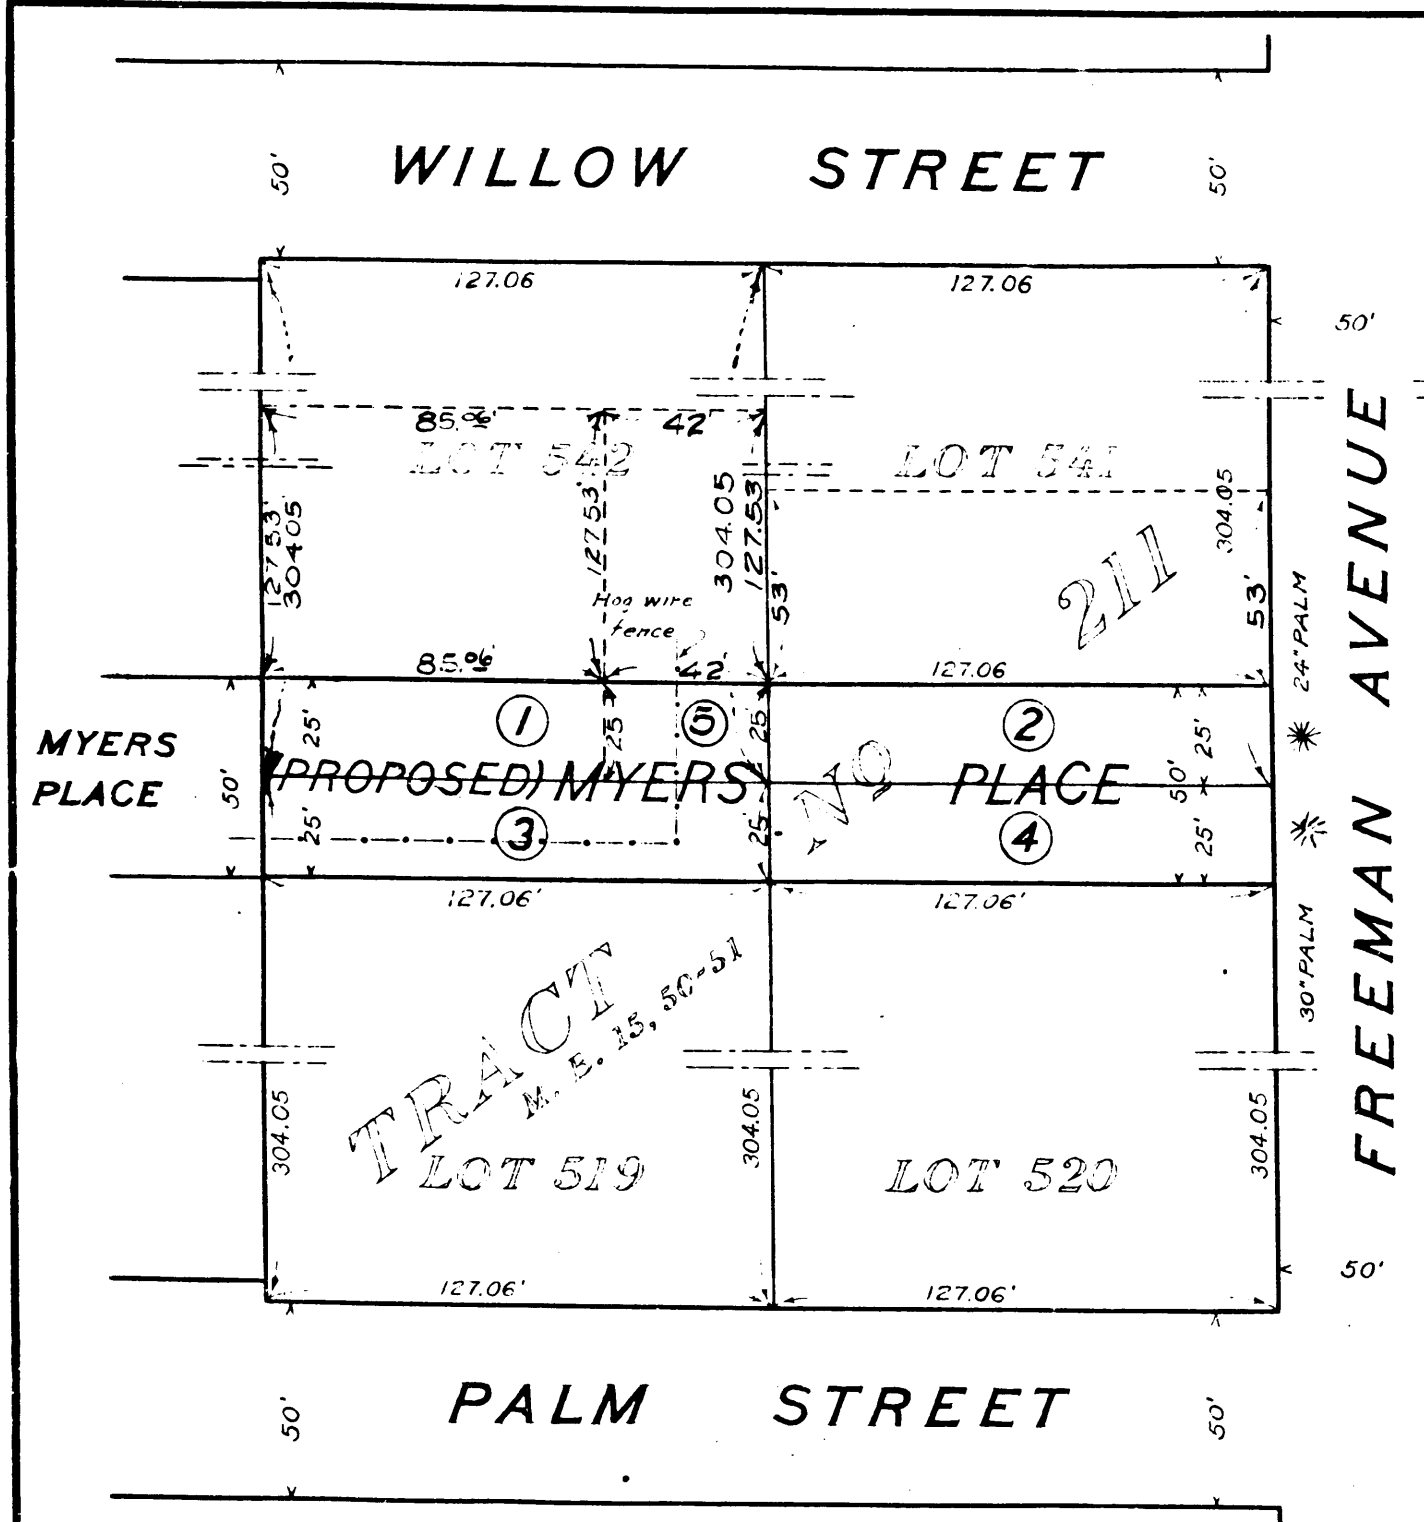 WILLOW STREET
50'
50'
127.06
127.06
50'
85.06'
42'
LOT 542
LOT 541
127.53'
304.05
127.53'
304.05
127.53'
304.05
53'
53'
211
Hog wire
fence
85.06
42'
127.06
24" PALM
FREEMAN AVENUE
MYERS
PLACE
1
5
2
25'
25'
25'
25'
50'
50'
(PROPOSED) MYERS PLACE
NO
3
4
25'
25'
25'
127.06'
127.06'
30" PALM
TRACT
15, 50-51
304.05
304.05
304.05
LOT 519
LOT 520
127.06'
127.06'
50'
PALM STREET
50'
50'